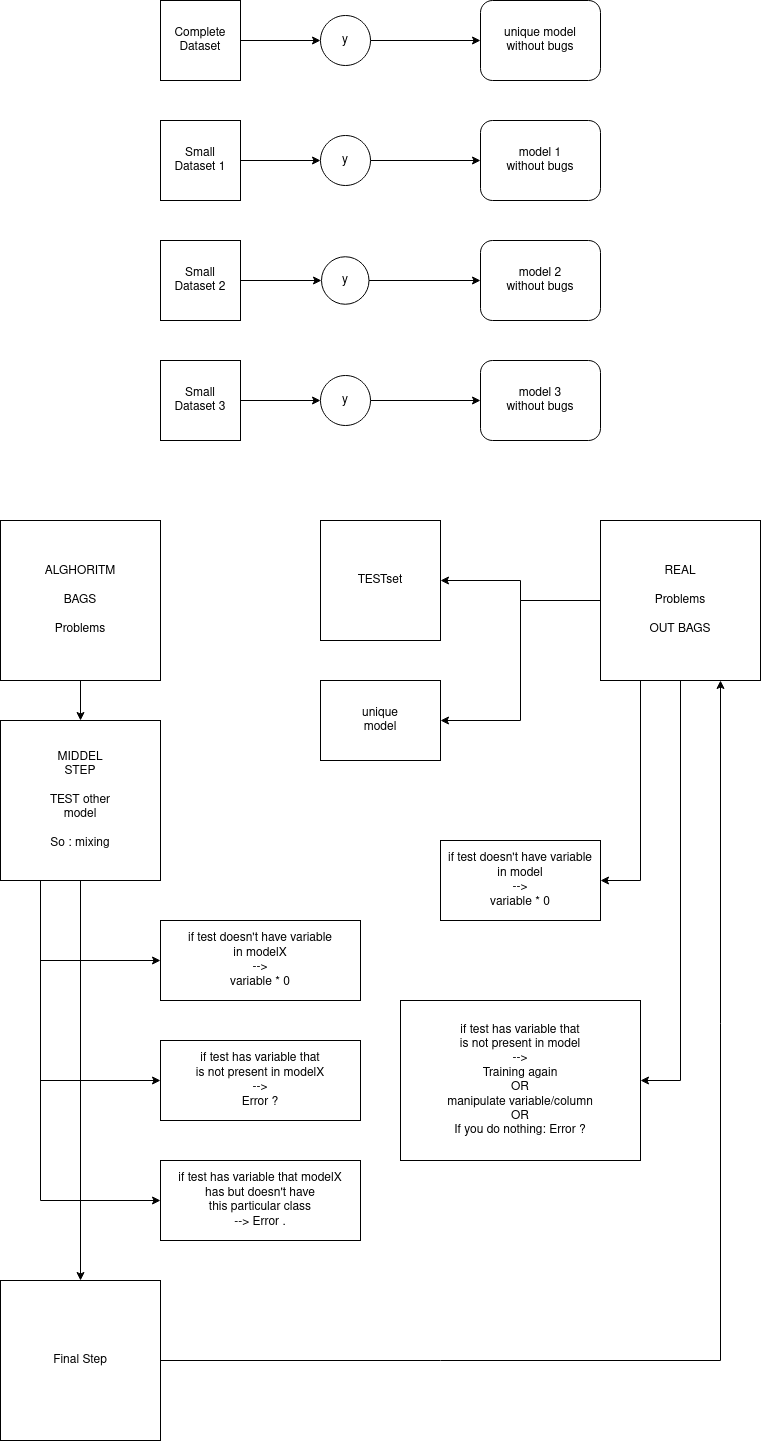 Complete
Dataset
y
unique model
without bugs
Small
Dataset 1
y
model 1
without bugs
Small
Dataset 2
y
model 2
without bugs
Small
Dataset 3
y
model 3
without bugs
ALGHORITM
BAGS
Problems
TESTset
REAL
Problems
OUT BAGS
unique
model
MIDDEL
STEP
TEST other
model
So : mixing
if test doesn't have variable
in model
-->
variable * 0
if test doesn't have variable
in modelX
-->
variable * 0
if test has variable that
is not present in modelX
-->
Error ?
if test has variable that
is not present in model
-->
Training again
OR
manipulate variable/column
OR
If you do nothing: Error ?
if test has variable that modelX
has but doesn't have
this particular class
--> Error .
Final Step